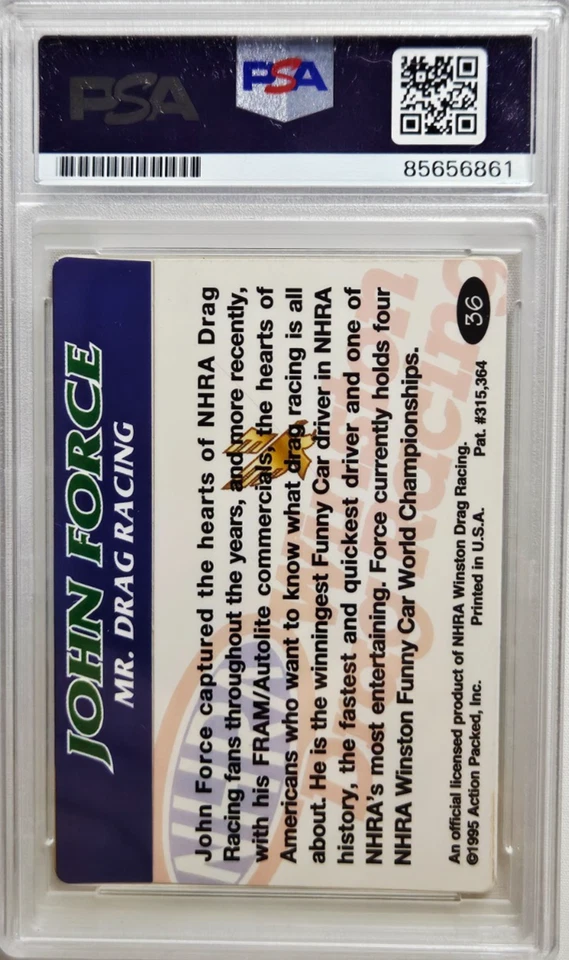 PSA
PSA
85656861
JOHN FORCE
MR. DRAG RACING
John Force captured the hearts of NHRA Drag
Racing fans throughout the years, and more recently,
with his FRAM/Autolite commercials, the hearts of
Americans who want to know what drag racing is all
about. He is the winningest Funny Car driver in NHRA
history, the fastest and quickest driver and one of
NHRA's most entertaining. Force currently holds four
NHRA Winston Funny Car World Championships.
36
An official licensed product of NHRA Winston Drag Racing.
©1995 Action Packed, Inc. Printed in U.S.A. Pat. #315,364
NHRA
Winston
Drag Racing